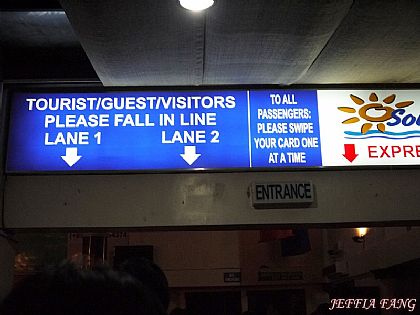 TOURIST/GUEST/VISITORS
PLEASE FALL IN LINE
LANE 1 LANE 2
TO ALL
PASSENGERS:
PLEASE SWIPE
YOUR CARD ONE
AT A TIME
Sol
EXPRE
ENTRANCE
JEFFIA FANG